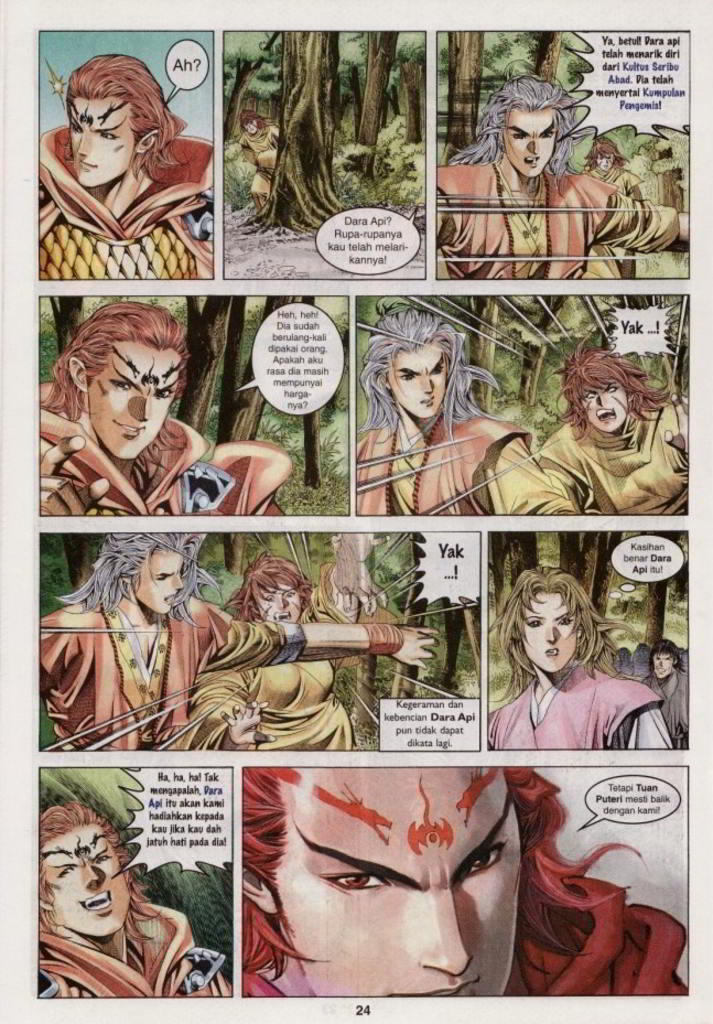 Ah?
Dara Api?
Rupa-rupanya
kau telah melari-
kannya!
Ya, betul! Dara api
telah menarik diri
dari Kultus Seribu
Abad. Dia telah
menyertai Kumpulan
Pengemis!
Heh, heh!
Dia sudah
berulang-kali
dipakai orang.
Apakah kau
rasa dia masih
mempunyai
harga-
nya?
Yak ...!
Yak
...!
Kegeraman dan
kebencian Dara Api
pun tidak dapat
dikata lagi.
Kasihan
benar Dara
Api itu!
Ha, ha, ha! Tak
mengapalah, Dara
Api itu akan kami
hadiahkan kepada
kau jika kau dah
jatuh hati pada dia!
Tetapi Tuan
Puteri mesti balik
dengan kami!
24